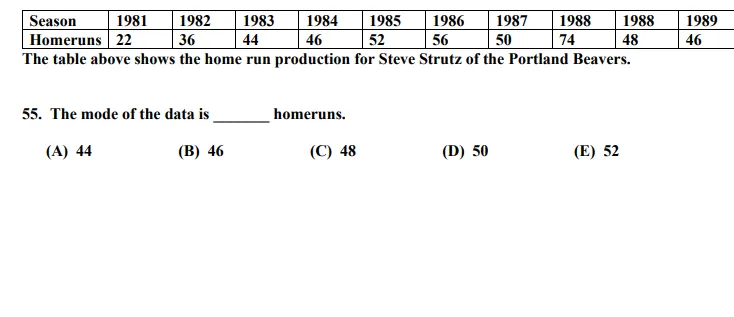 Season 1981 1982 1983 1984 1985 1986 1987 1988 1988 1989
Homeruns 22 36 44 46 52 56 50 74 48 46
The table above shows the home run production for Steve Strutz of the Portland Beavers.
55. The mode of the data is _______ homeruns.
(A) 44 (B) 46 (C) 48 (D) 50 (E) 52